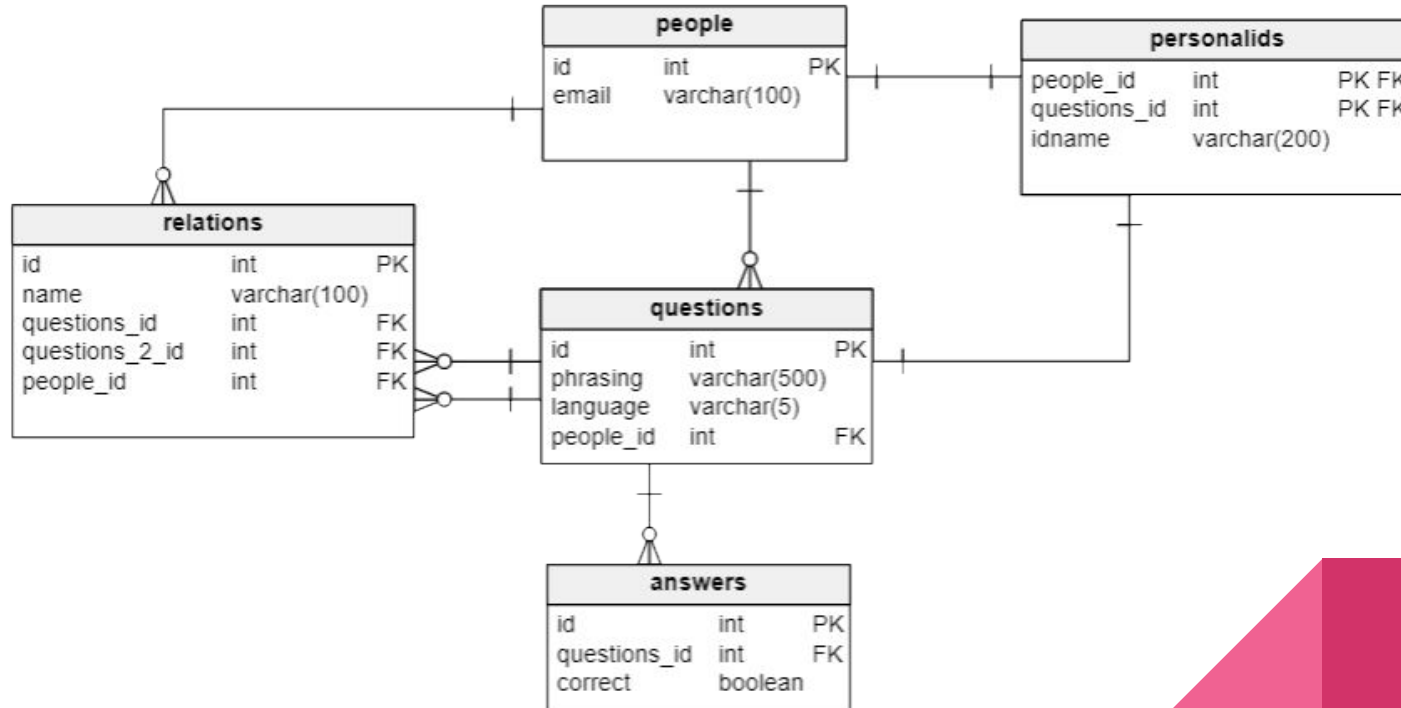 people
id int PK
email varchar(100)
personalids
people_id int PK FK
questions_id int PK FK
idname varchar(200)
relations
id int PK
name varchar(100)
questions_id int FK
questions_2_id int FK
people_id int FK
questions
id int PK
phrasing varchar(500)
language varchar(5)
people_id int FK
answers
id int PK
questions_id int FK
correct boolean